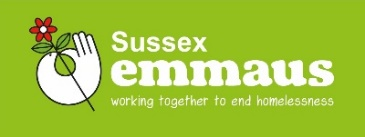 Sussex
emmaus
working together to end homelessness